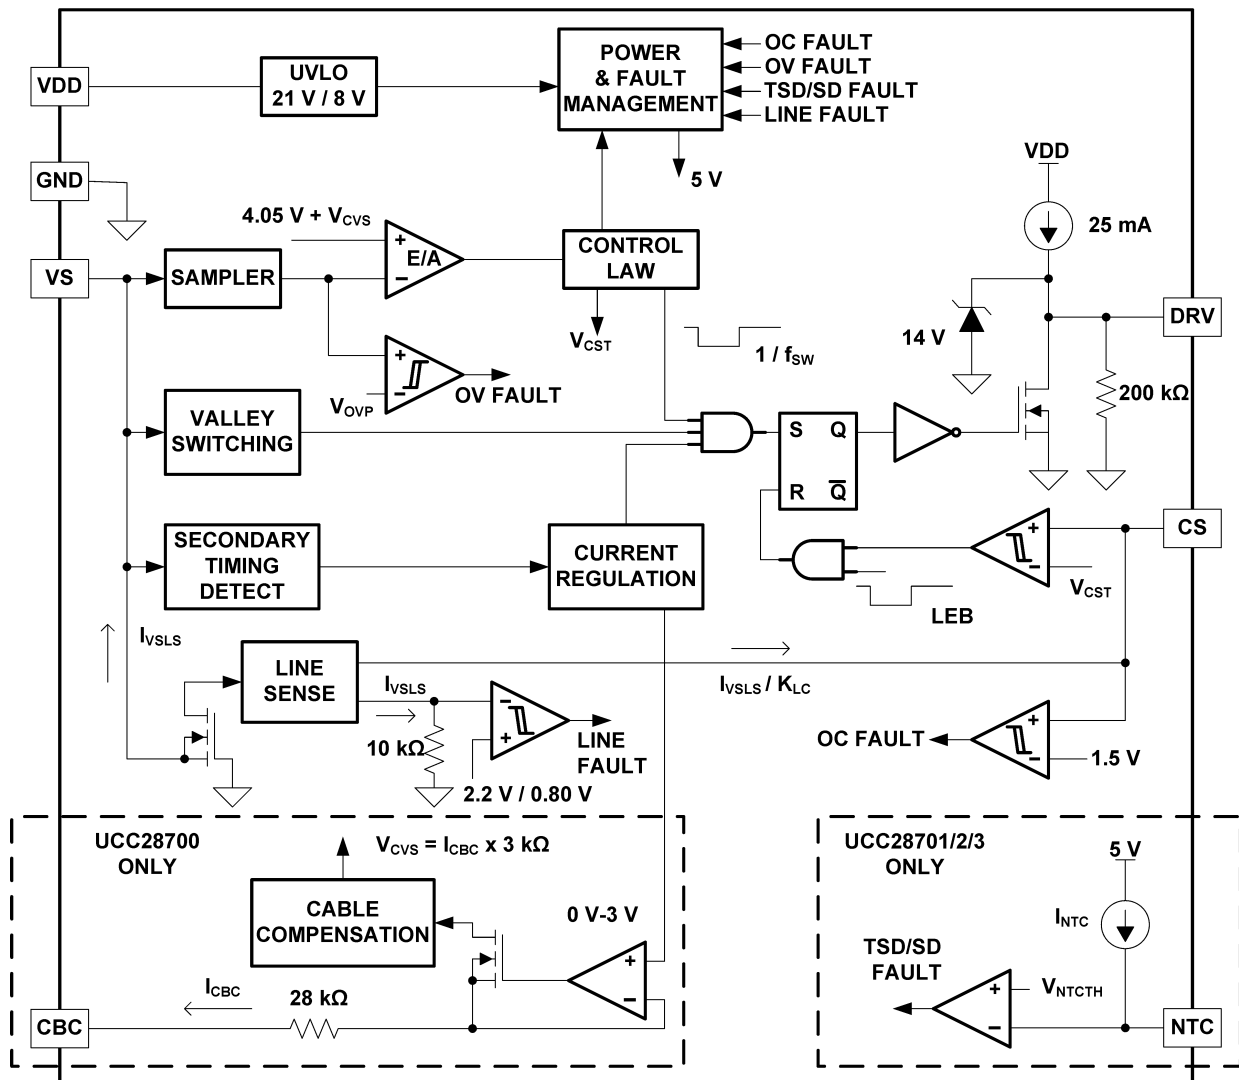 VDD
UVLO
21 V / 8 V
POWER
& FAULT
MANAGEMENT
OC FAULT
OV FAULT
TSD/SD FAULT
LINE FAULT
5 V
GND
VDD
25 mA
4.05 V + VCVS
VS
SAMPLER
+
E/A
−
CONTROL
LAW
VCST
1 / fSW
14 V
DRV
200 kΩ
+
−
VOVP
OV FAULT
VALLEY
SWITCHING
S Q
R Q̅
SECONDARY
TIMING
DETECT
CURRENT
REGULATION
+
−
CS
VCST
LEB
IVSLS
LINE
SENSE
IVSLS
10 kΩ
−
+
2.2 V / 0.80 V
LINE
FAULT
IVSLS / KLC
OC FAULT
+
−
1.5 V
UCC28700
ONLY
VCVS = ICBC x 3 kΩ
CABLE
COMPENSATION
0 V-3 V
+
−
ICBC
28 kΩ
CBC
UCC28701/2/3
ONLY
5 V
INTC
TSD/SD
FAULT
+
−
VNTCTH
NTC